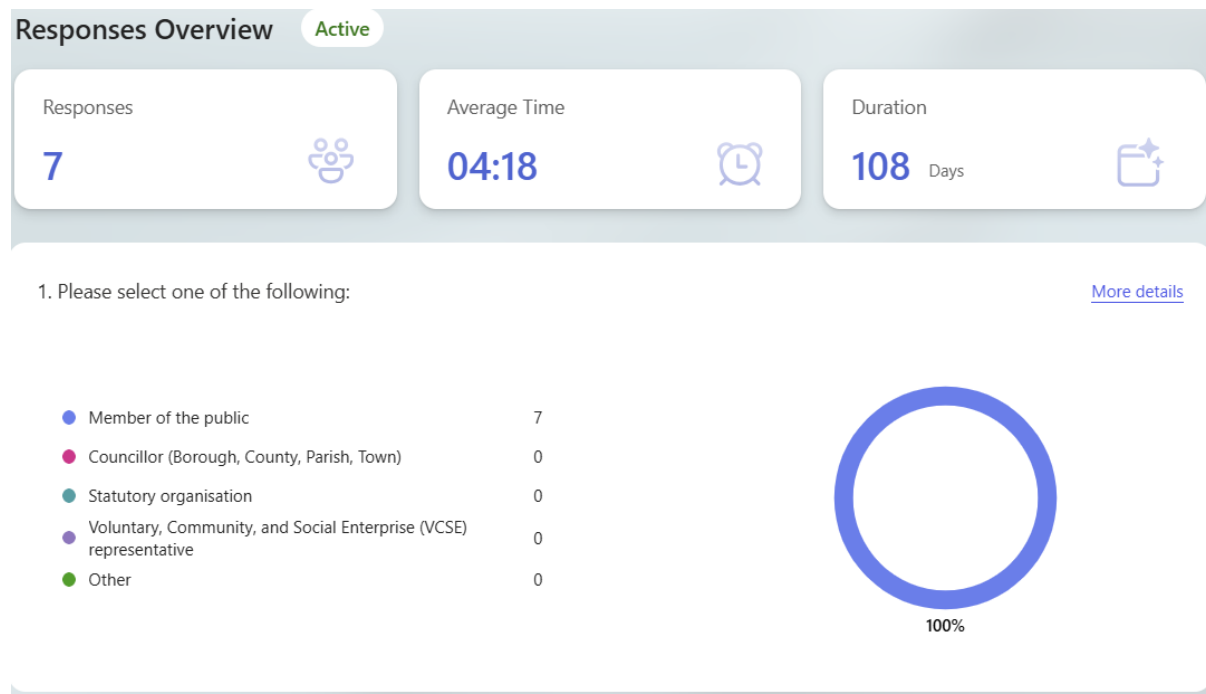 Responses Overview Active
Responses
7
Average Time
04:18
Duration
108 Days
1. Please select one of the following:
More details
Member of the public 7
Councillor (Borough, County, Parish, Town) 0
Statutory organisation 0
Voluntary, Community, and Social Enterprise (VCSE)
representative 0
Other 0
100%